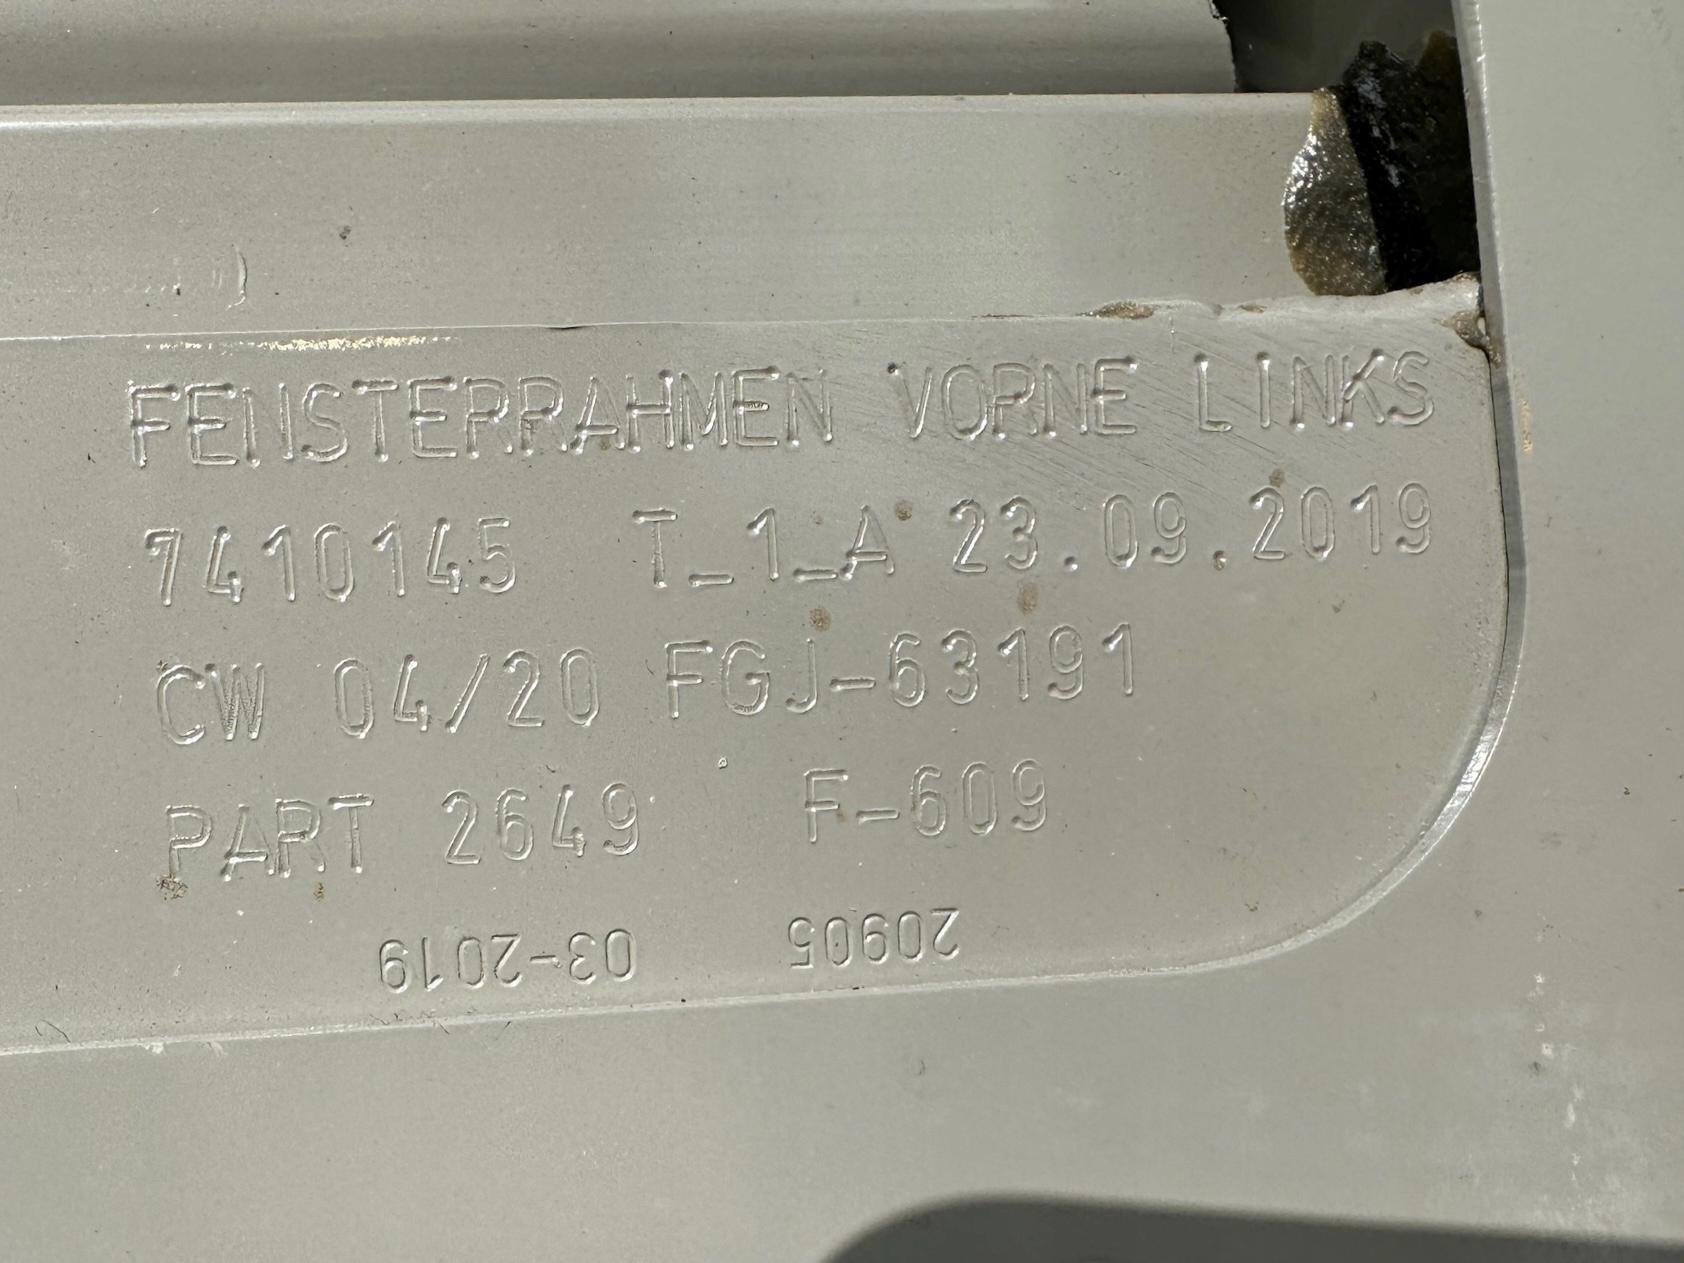 FENSTERRAHMEN VORNE LINKS
7410145 T_1_A 23.09.2019
CW 04/20 FGJ-63191
PART 2649 F-609
20905 03-2019